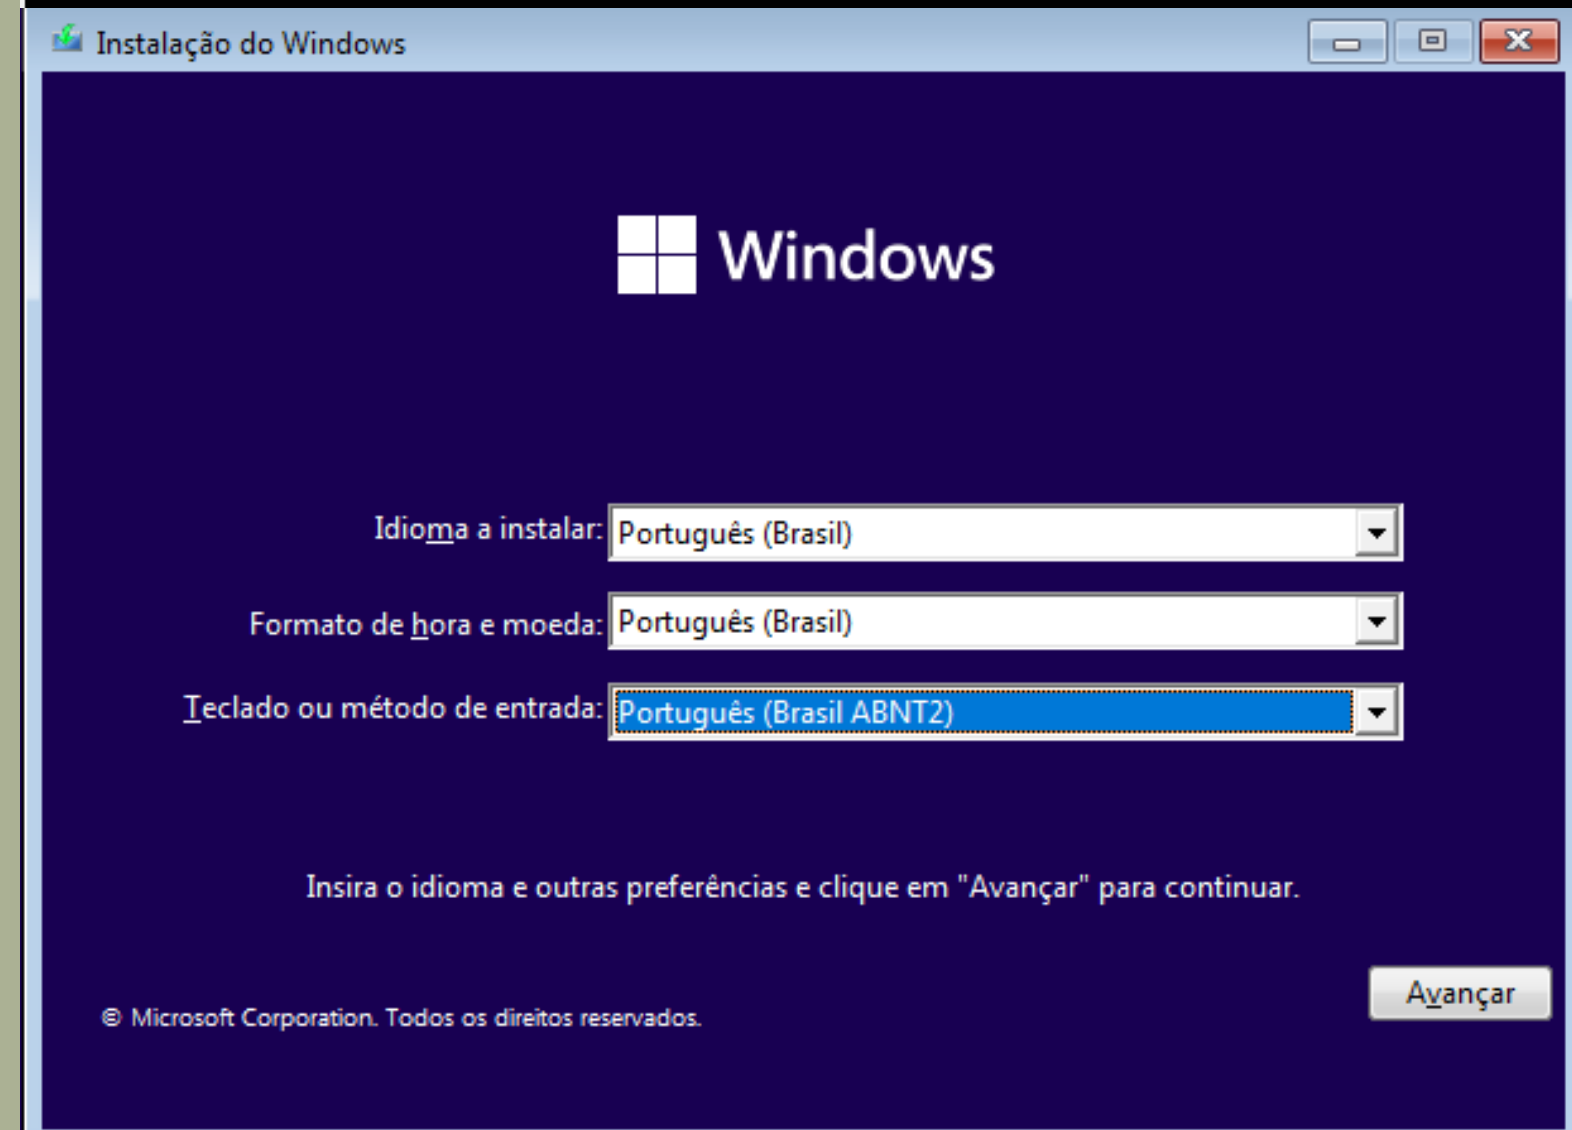 Instalação do Windows
Windows
Idioma a instalar: Português (Brasil)
Formato de hora e moeda: Português (Brasil)
Teclado ou método de entrada: Português (Brasil ABNT2)
Insira o idioma e outras preferências e clique em "Avançar" para continuar.
Avançar
© Microsoft Corporation. Todos os direitos reservados.